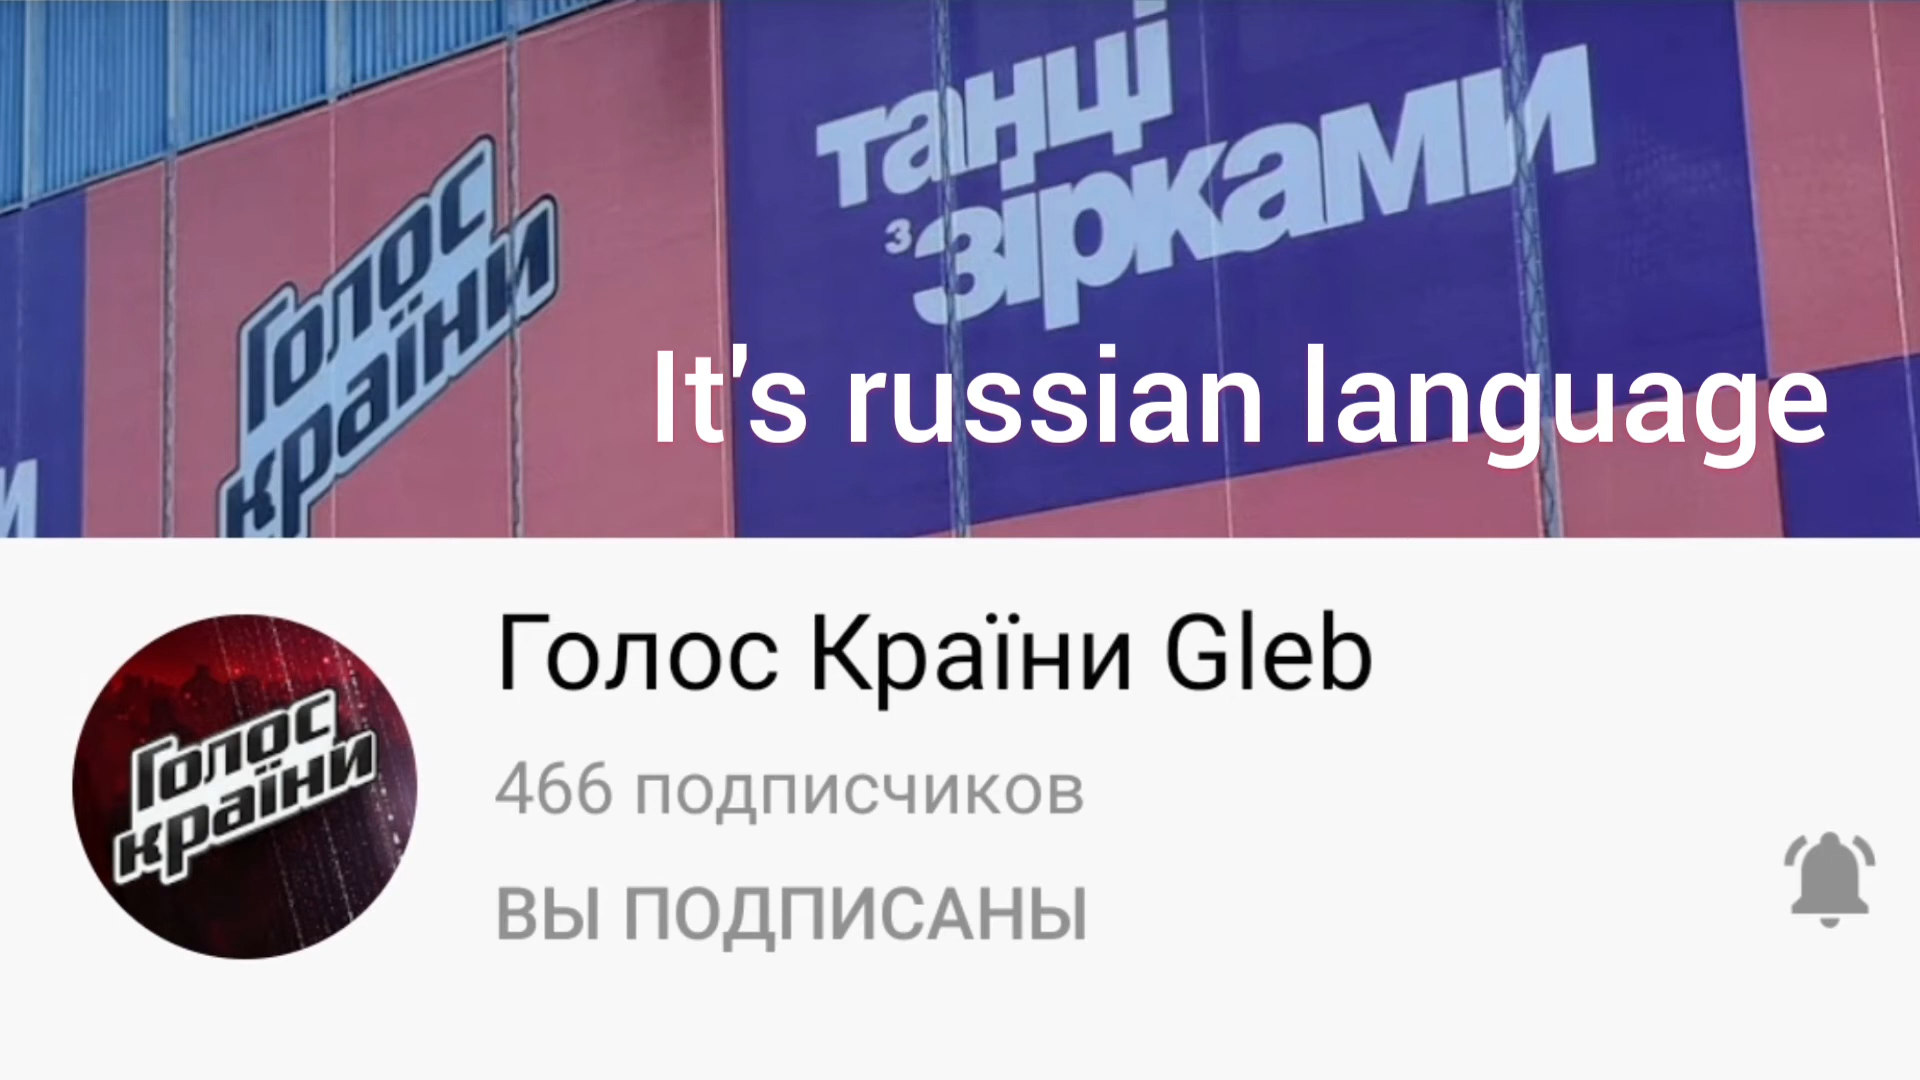 Голос
країни
танці
з зірками
It's russian language
Голос Країни Gleb
466 подписчиков
ВЫ ПОДПИСАНЫ
Голос
країни